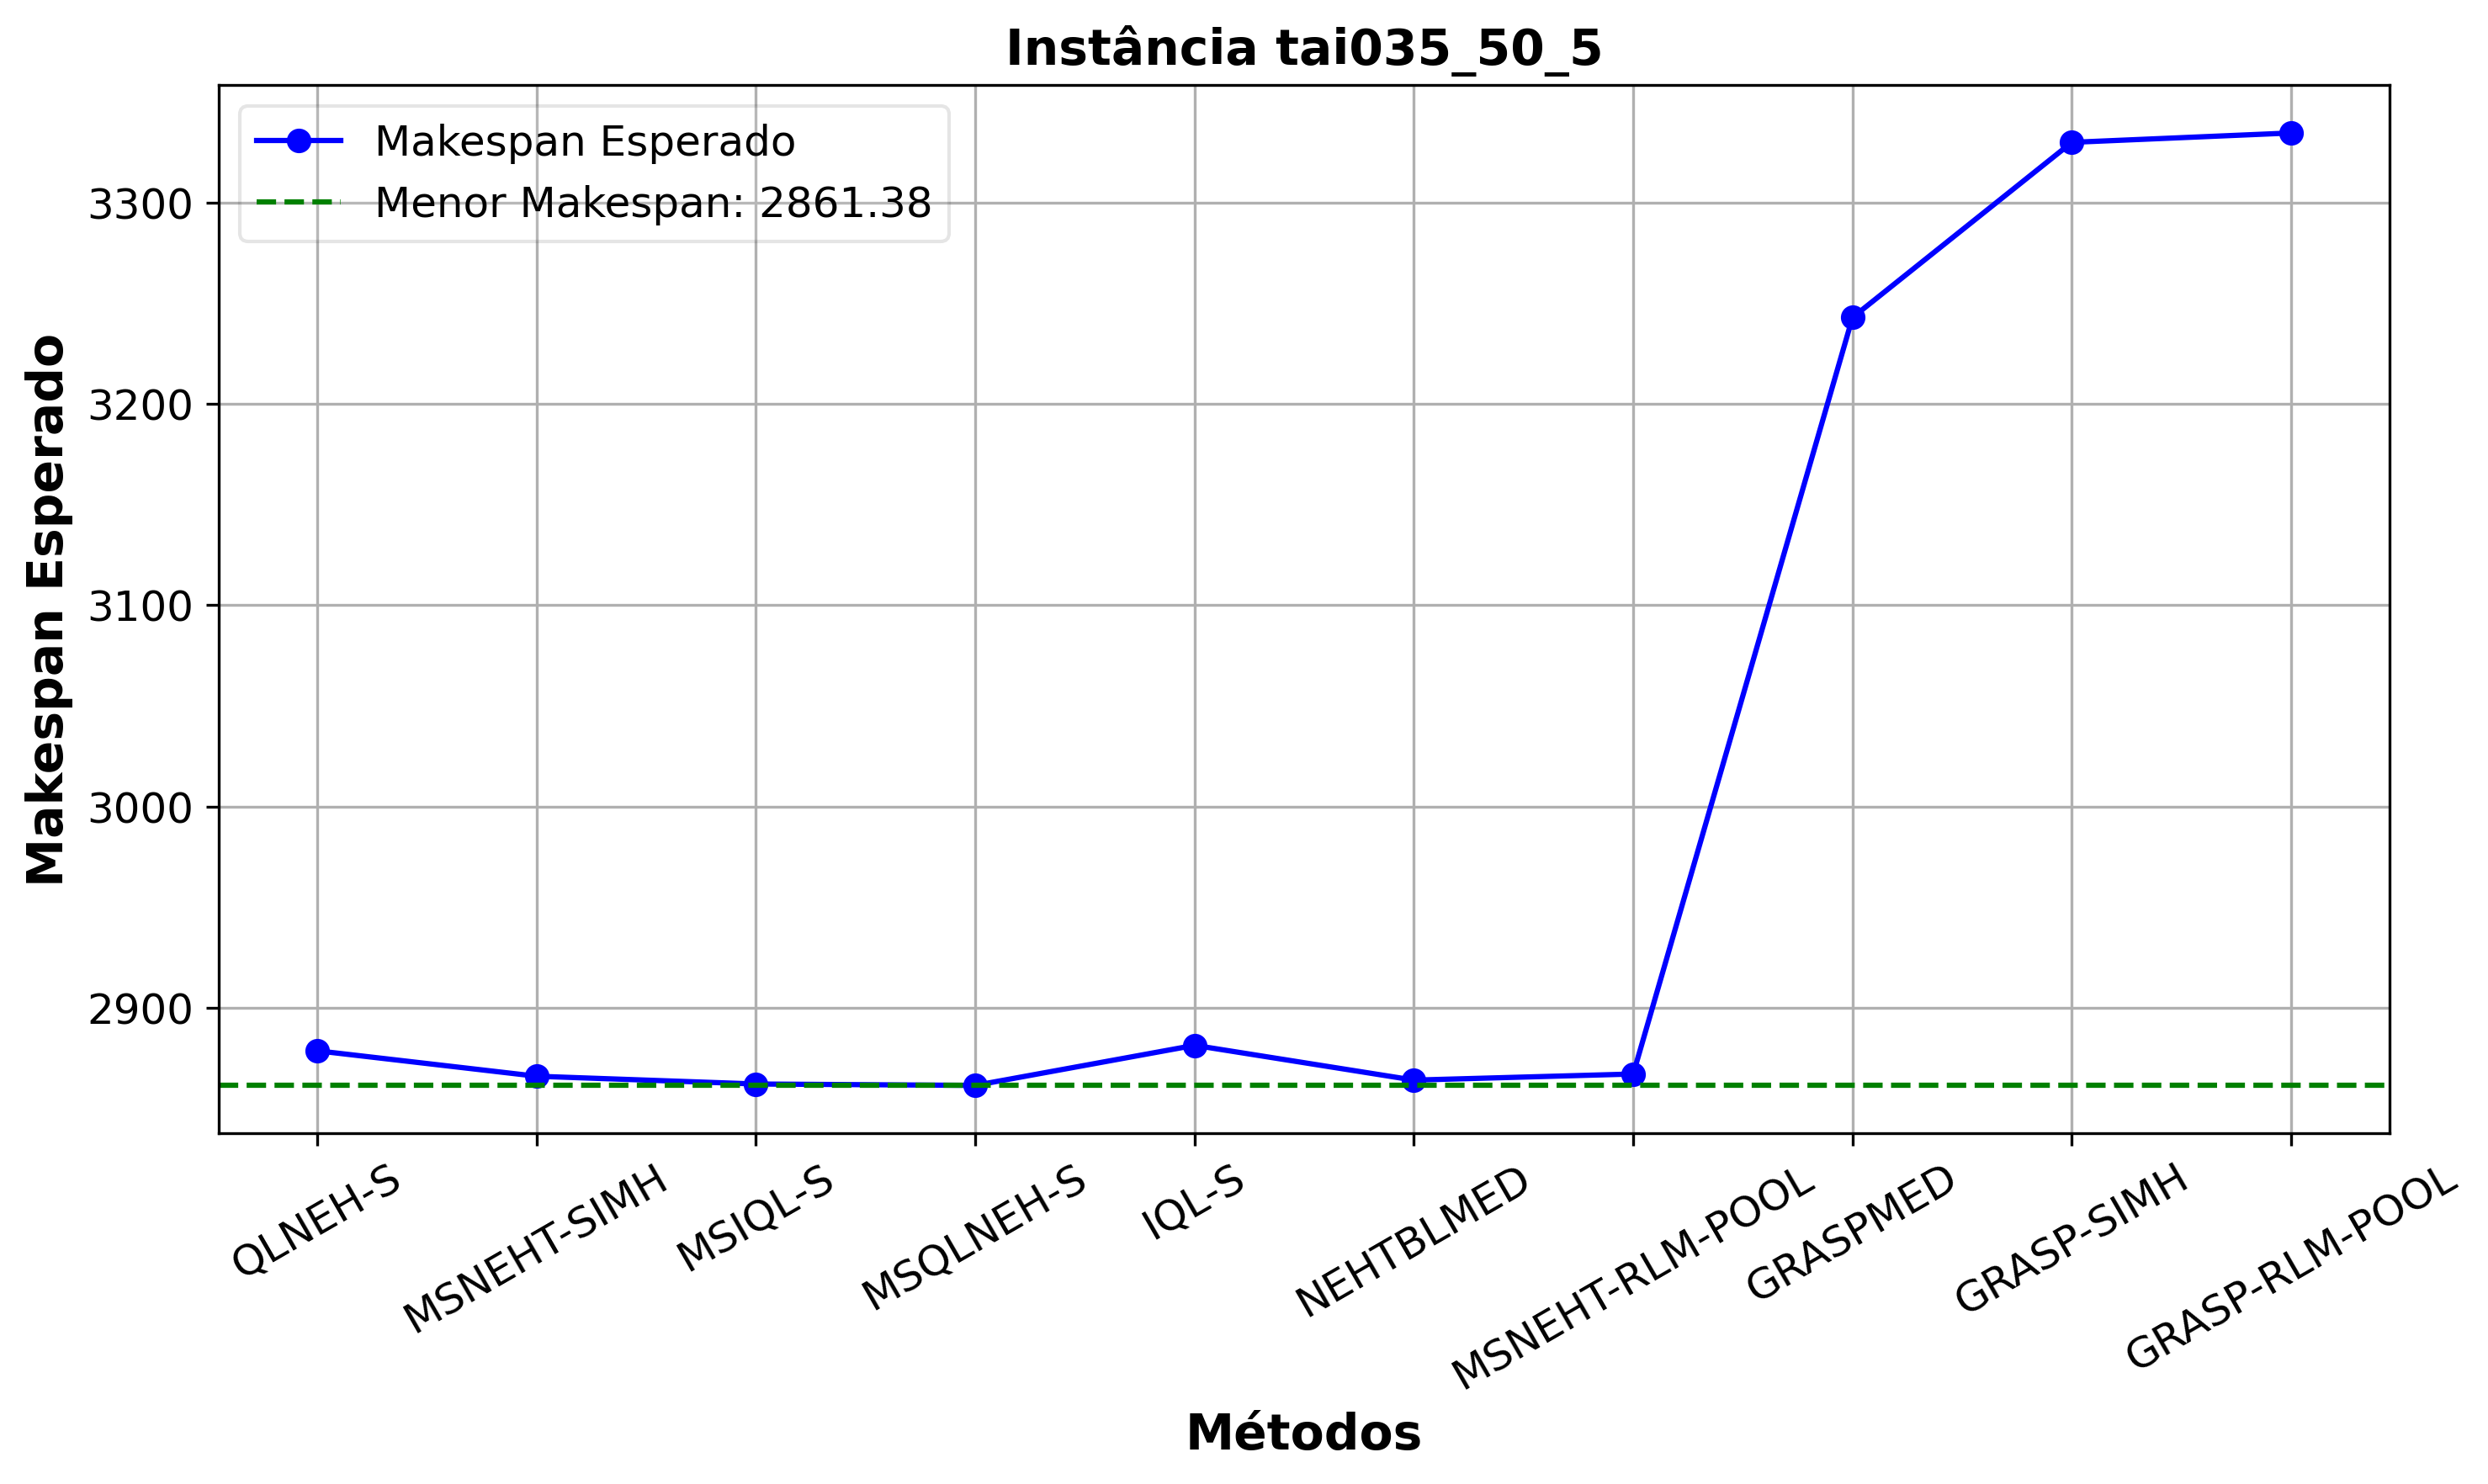 Instância tai035_50_5
Makespan Esperado
Menor Makespan: 2861.38
Makespan Esperado
3300
3200
3100
3000
2900
QLNEH-S
MSNEHT-SIMH
MSIQL-S
MSQLNEH-S
IQL-S
NEHTBLMED
MSNEHT-RLM-POOL
GRASPMED
GRASP-SIMH
GRASP-RLM-POOL
Métodos